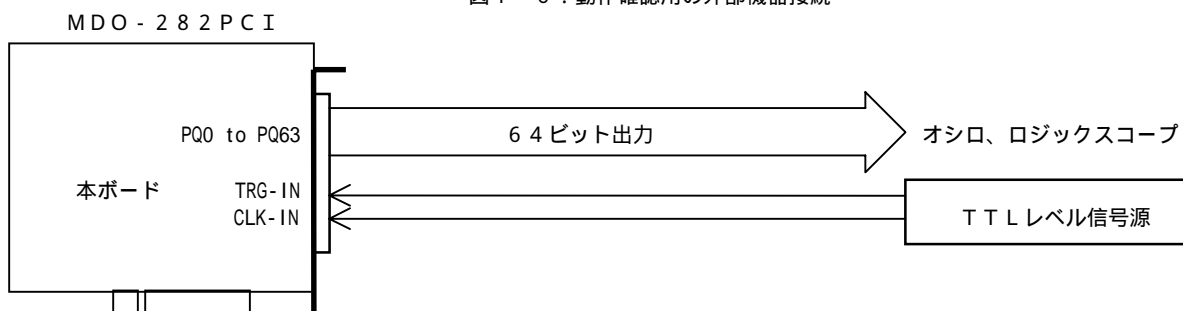 MDO-282PCI
PQ0 to PQ63
64ビット出力
オシロ、ロジックスコープ
本ボード
TRG-IN
CLK-IN
TTLレベル信号源